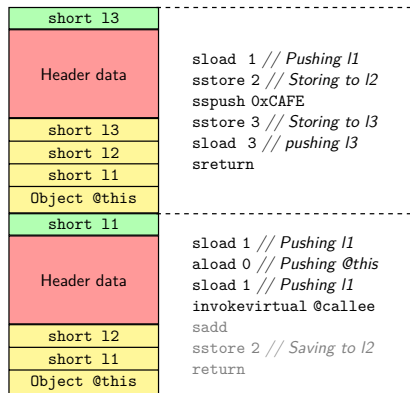 short l3
Header data
short l3
short l2
short l1
Object @this
short l1
Header data
short l2
short l1
Object @this
sload 1 // Pushing l1
sstore 2 // Storing to l2
sspush 0xCAFE
sstore 3 // Storing to l3
sload 3 // pushing l3
sreturn
sload 1 // Pushing l1
aload 0 // Pushing @this
sload 1 // Pushing l1
invokevirtual @callee
sadd
sstore 2 // Saving to l2
return